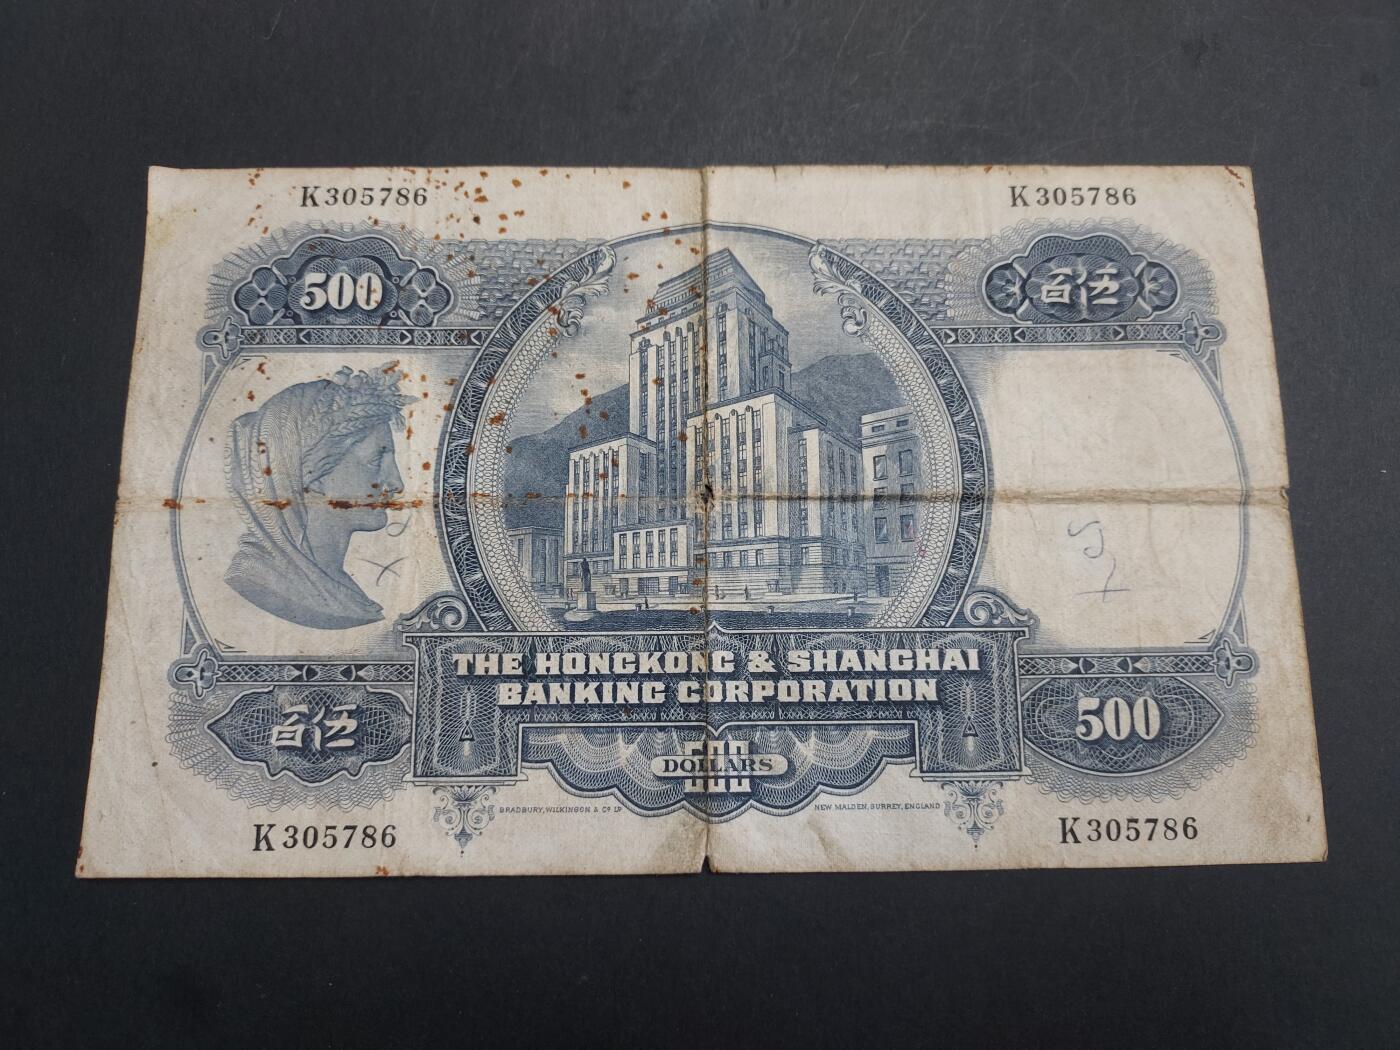 K305786 K305786
500 百伍
THE HONGKONG & SHANGHAI
BANKING CORPORATION
百伍 500
500
DOLLARS
BRADBURY, WILKINSON & Cº Lᴰ NEW MALDEN, SURREY, ENGLAND
K305786 K305786